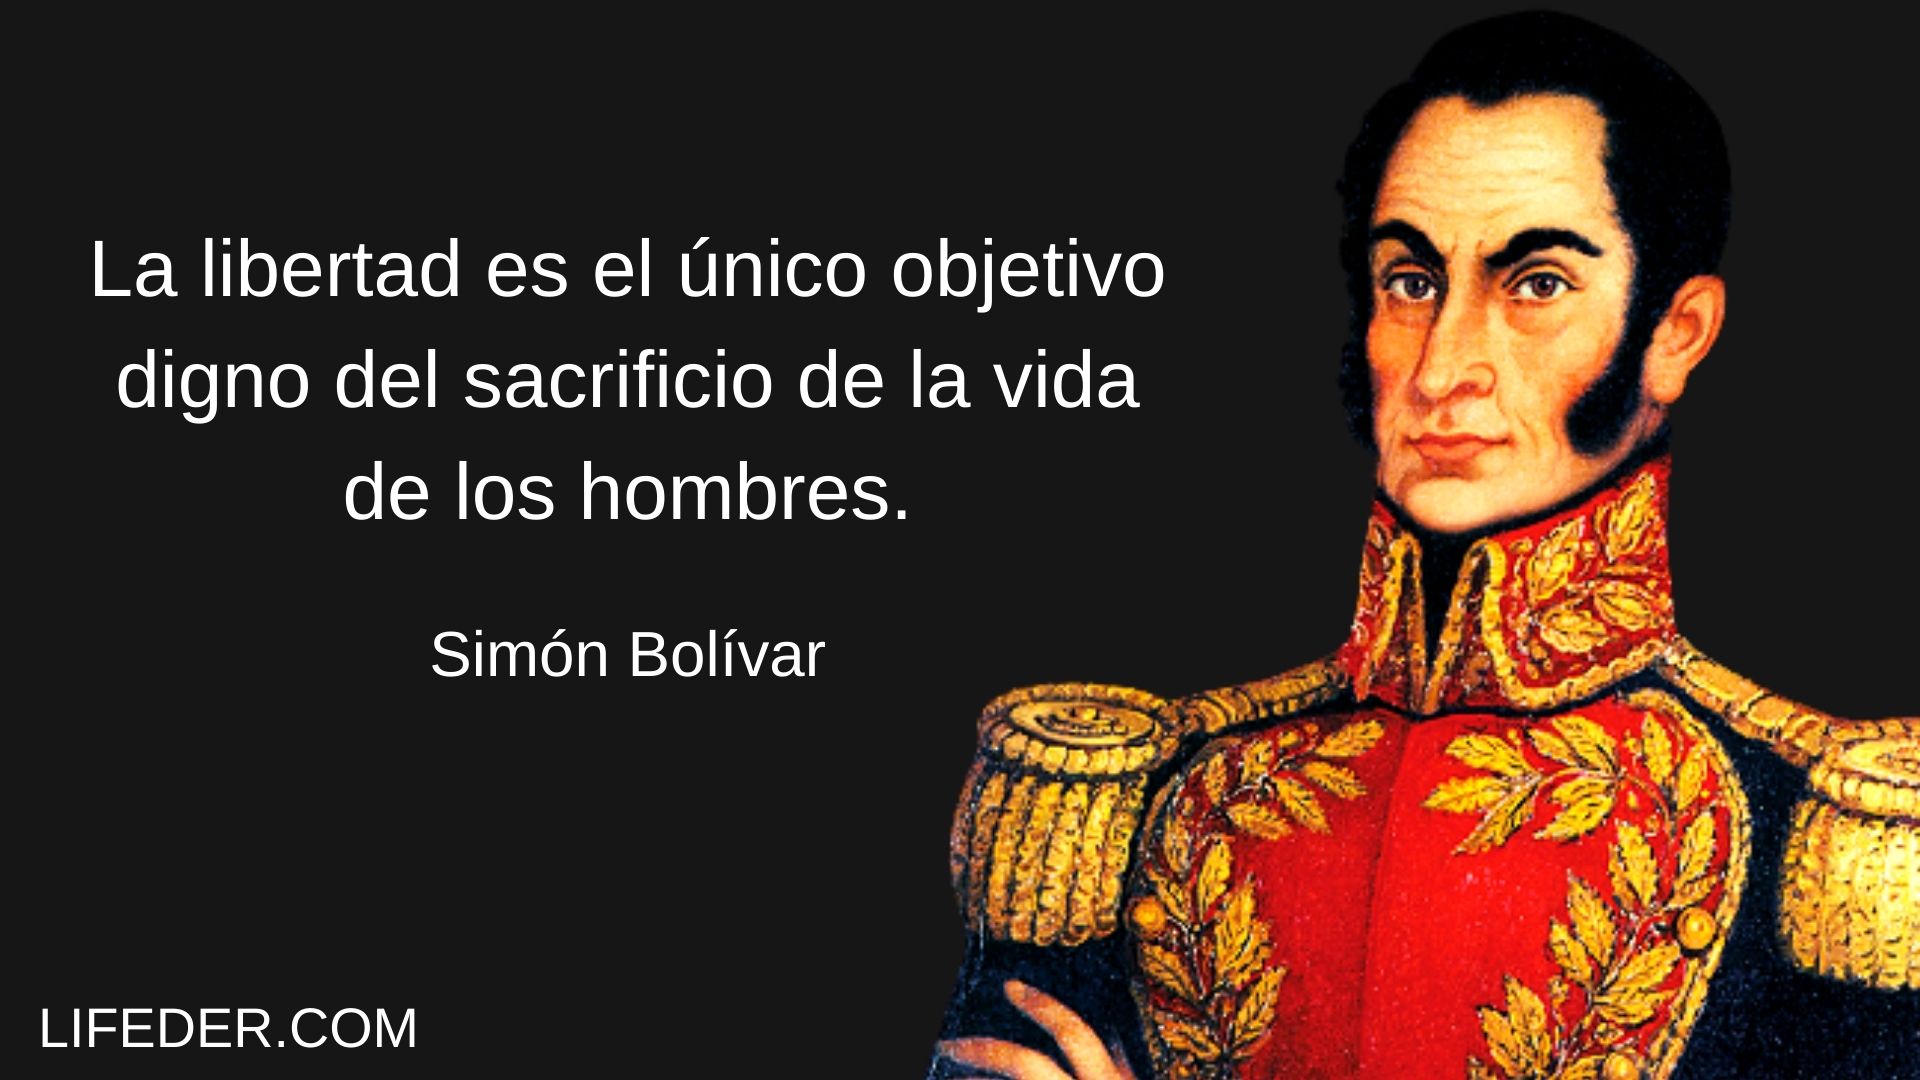 La libertad es el único objetivo
digno del sacrificio de la vida
de los hombres.
Simón Bolívar
LIFEDER.COM